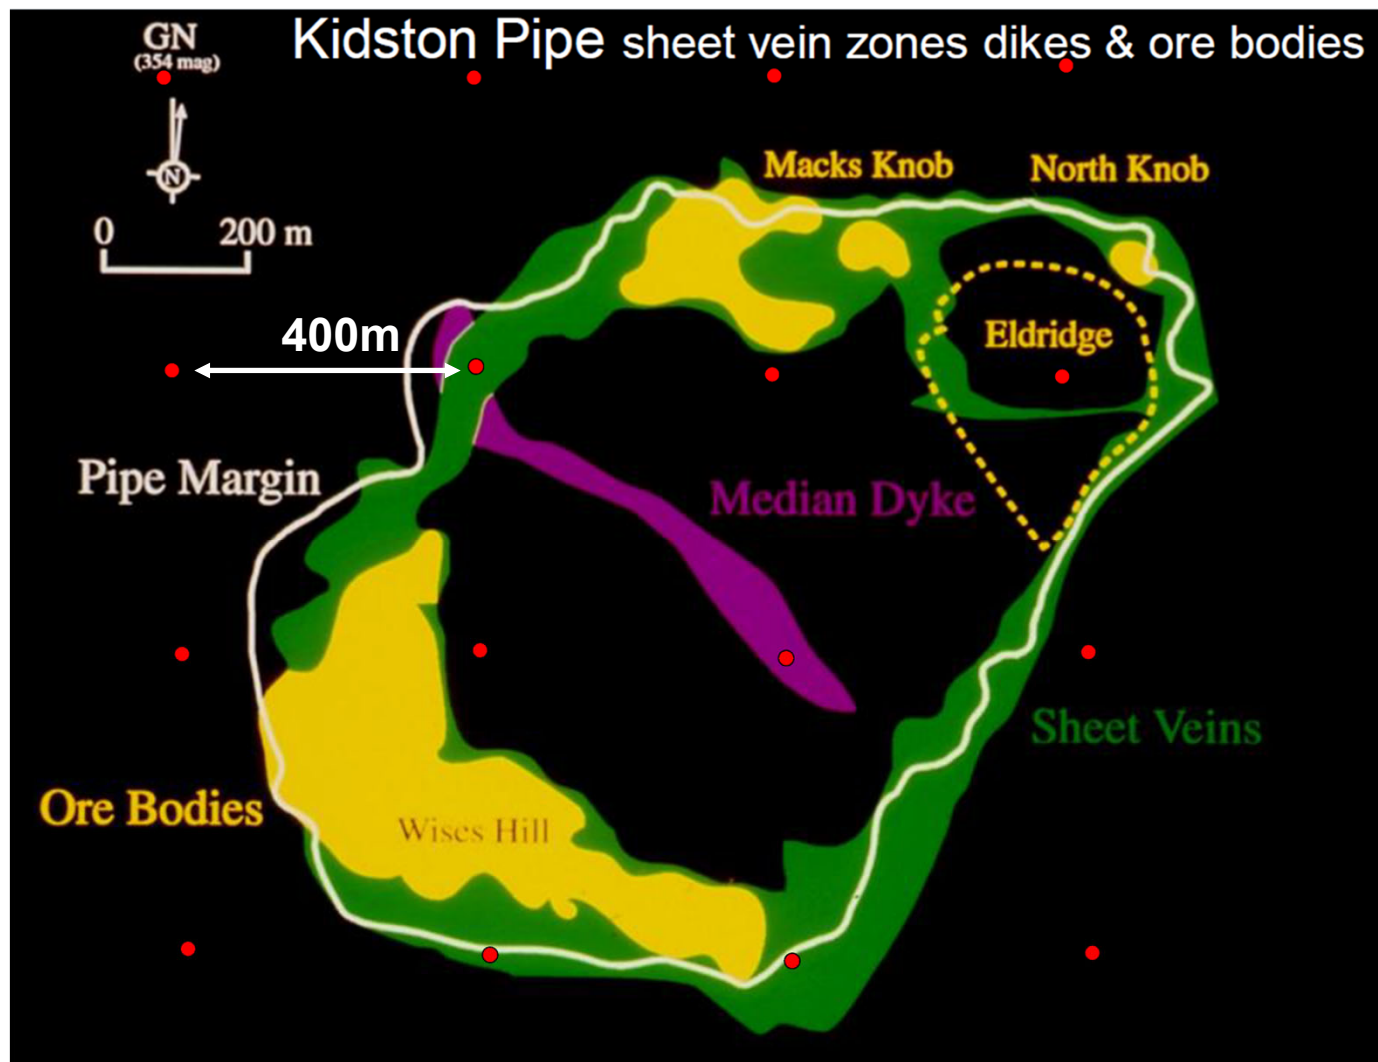 GN
(354 mag)
Kidston Pipe sheet vein zones dikes & ore bodies
N
0 200 m
Macks Knob
North Knob
400m
Eldridge
Pipe Margin
Median Dyke
Sheet Veins
Ore Bodies
Wises Hill